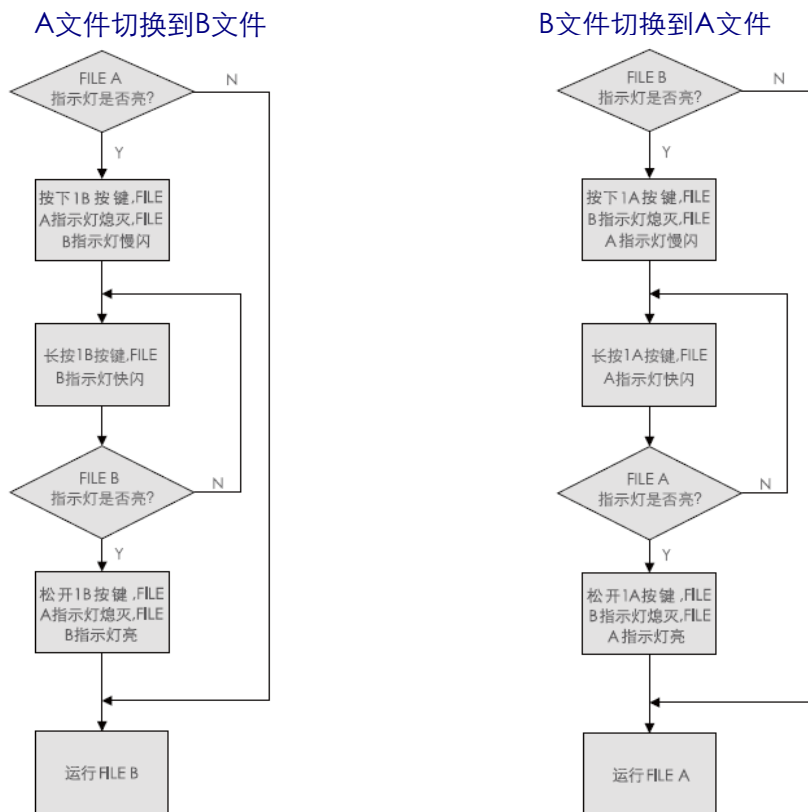 A文件切换到B文件
FILE A
指示灯是否亮?
N
Y
按下1B按键,FILE
A指示灯熄灭,FILE
B指示灯慢闪
长按1B按键,FILE
B指示灯快闪
FILE B
指示灯是否亮?
N
Y
松开1B按键,FILE
A指示灯熄灭,FILE
B指示灯亮
运行FILE B
B文件切换到A文件
FILE B
指示灯是否亮?
N
Y
按下1A按键,FILE
B指示灯熄灭,FILE
A指示灯慢闪
长按1A按键,FILE
A指示灯快闪
FILE A
指示灯是否亮?
N
Y
松开1A按键,FILE
B指示灯熄灭,FILE
A指示灯亮
运行FILE A